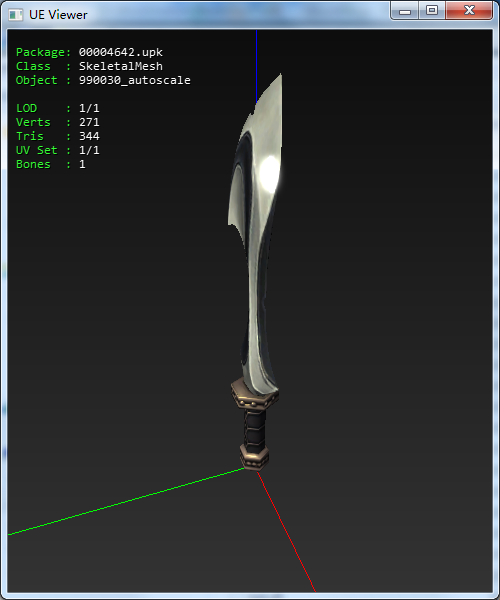 UE Viewer
Package: 00004642.upk
Class  : SkeletalMesh
Object : 990030_autoscale
LOD    : 1/1
Verts  : 271
Tris   : 344
UV Set : 1/1
Bones  : 1